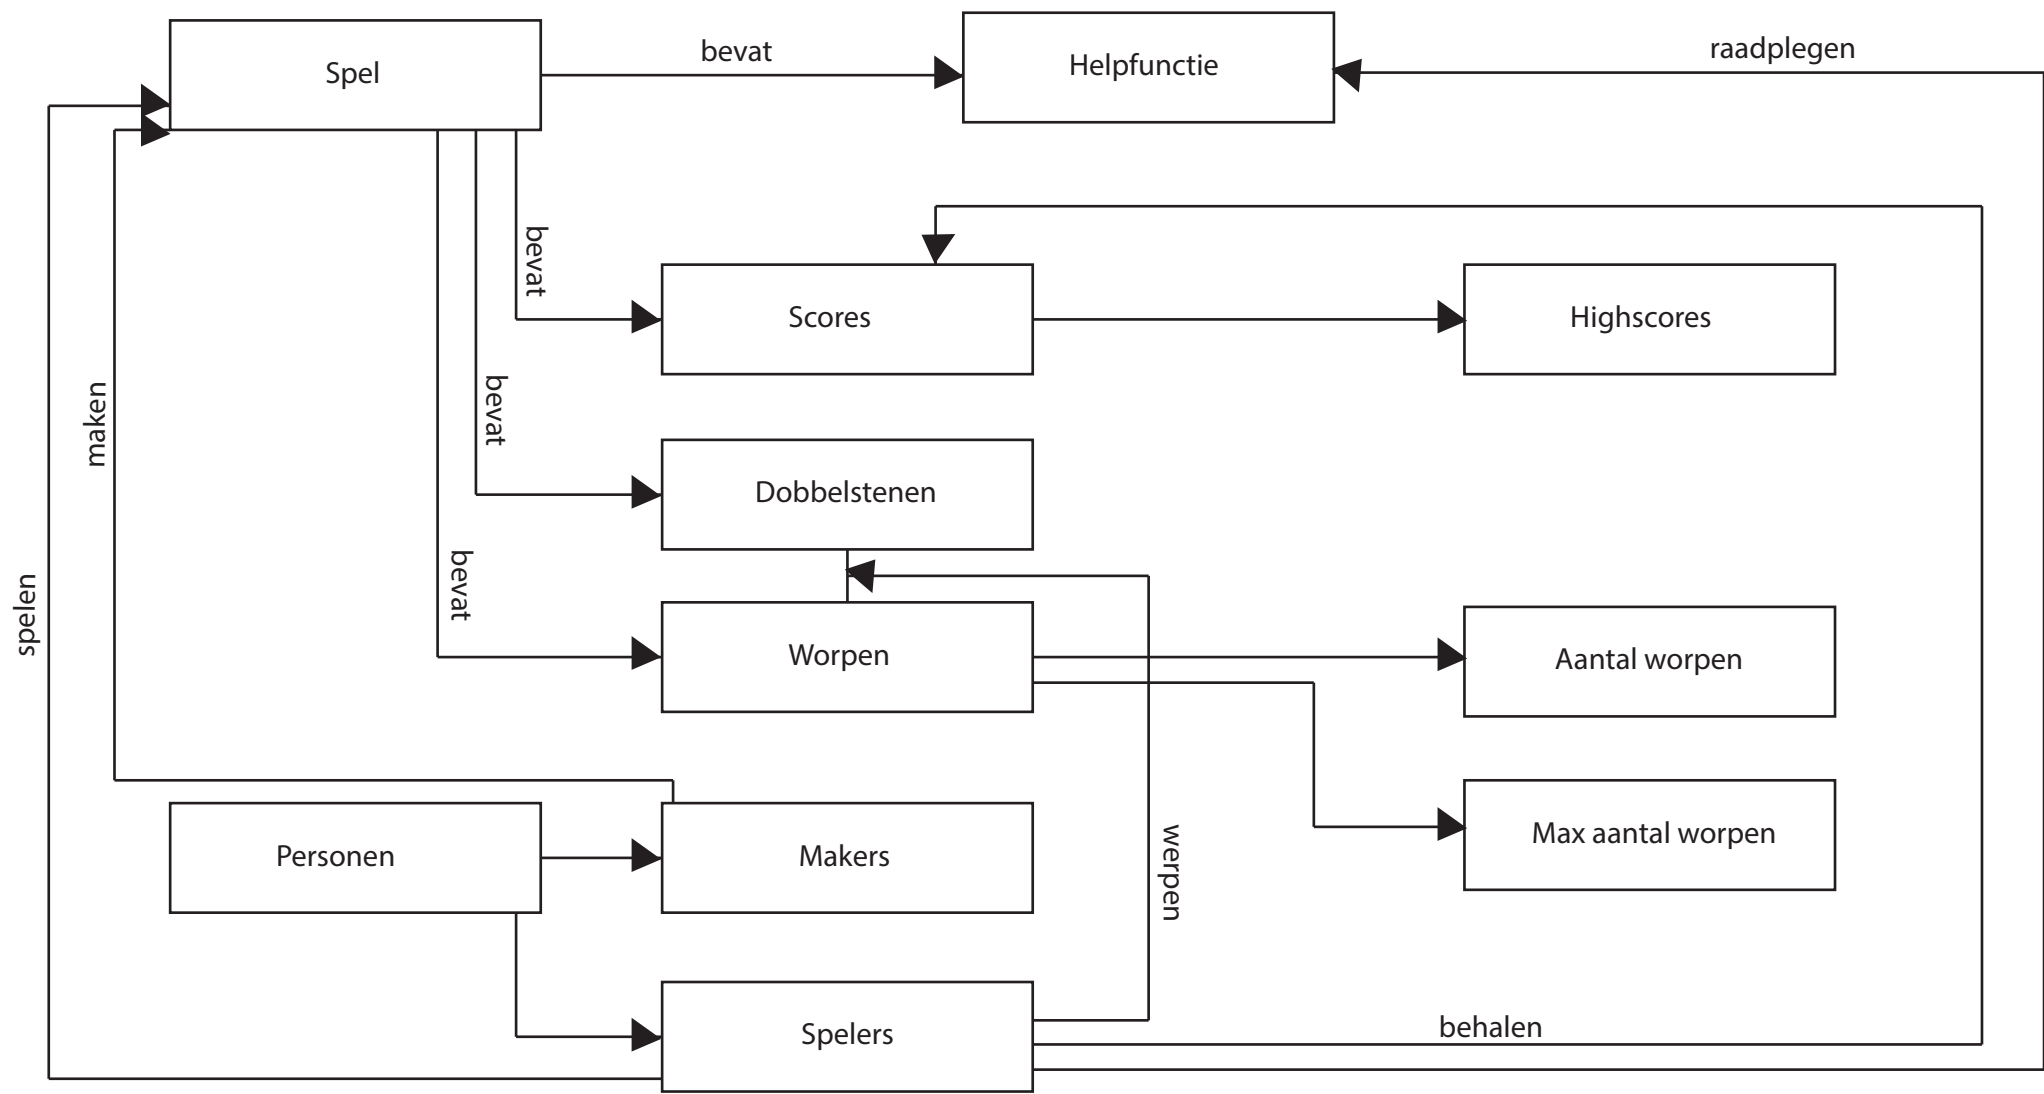 Spel
bevat
Helpfunctie
raadplegen
bevat
Scores
Highscores
bevat
maken
Dobbelstenen
bevat
spelen
Worpen
Aantal worpen
Max aantal worpen
Personen
Makers
werpen
Spelers
behalen